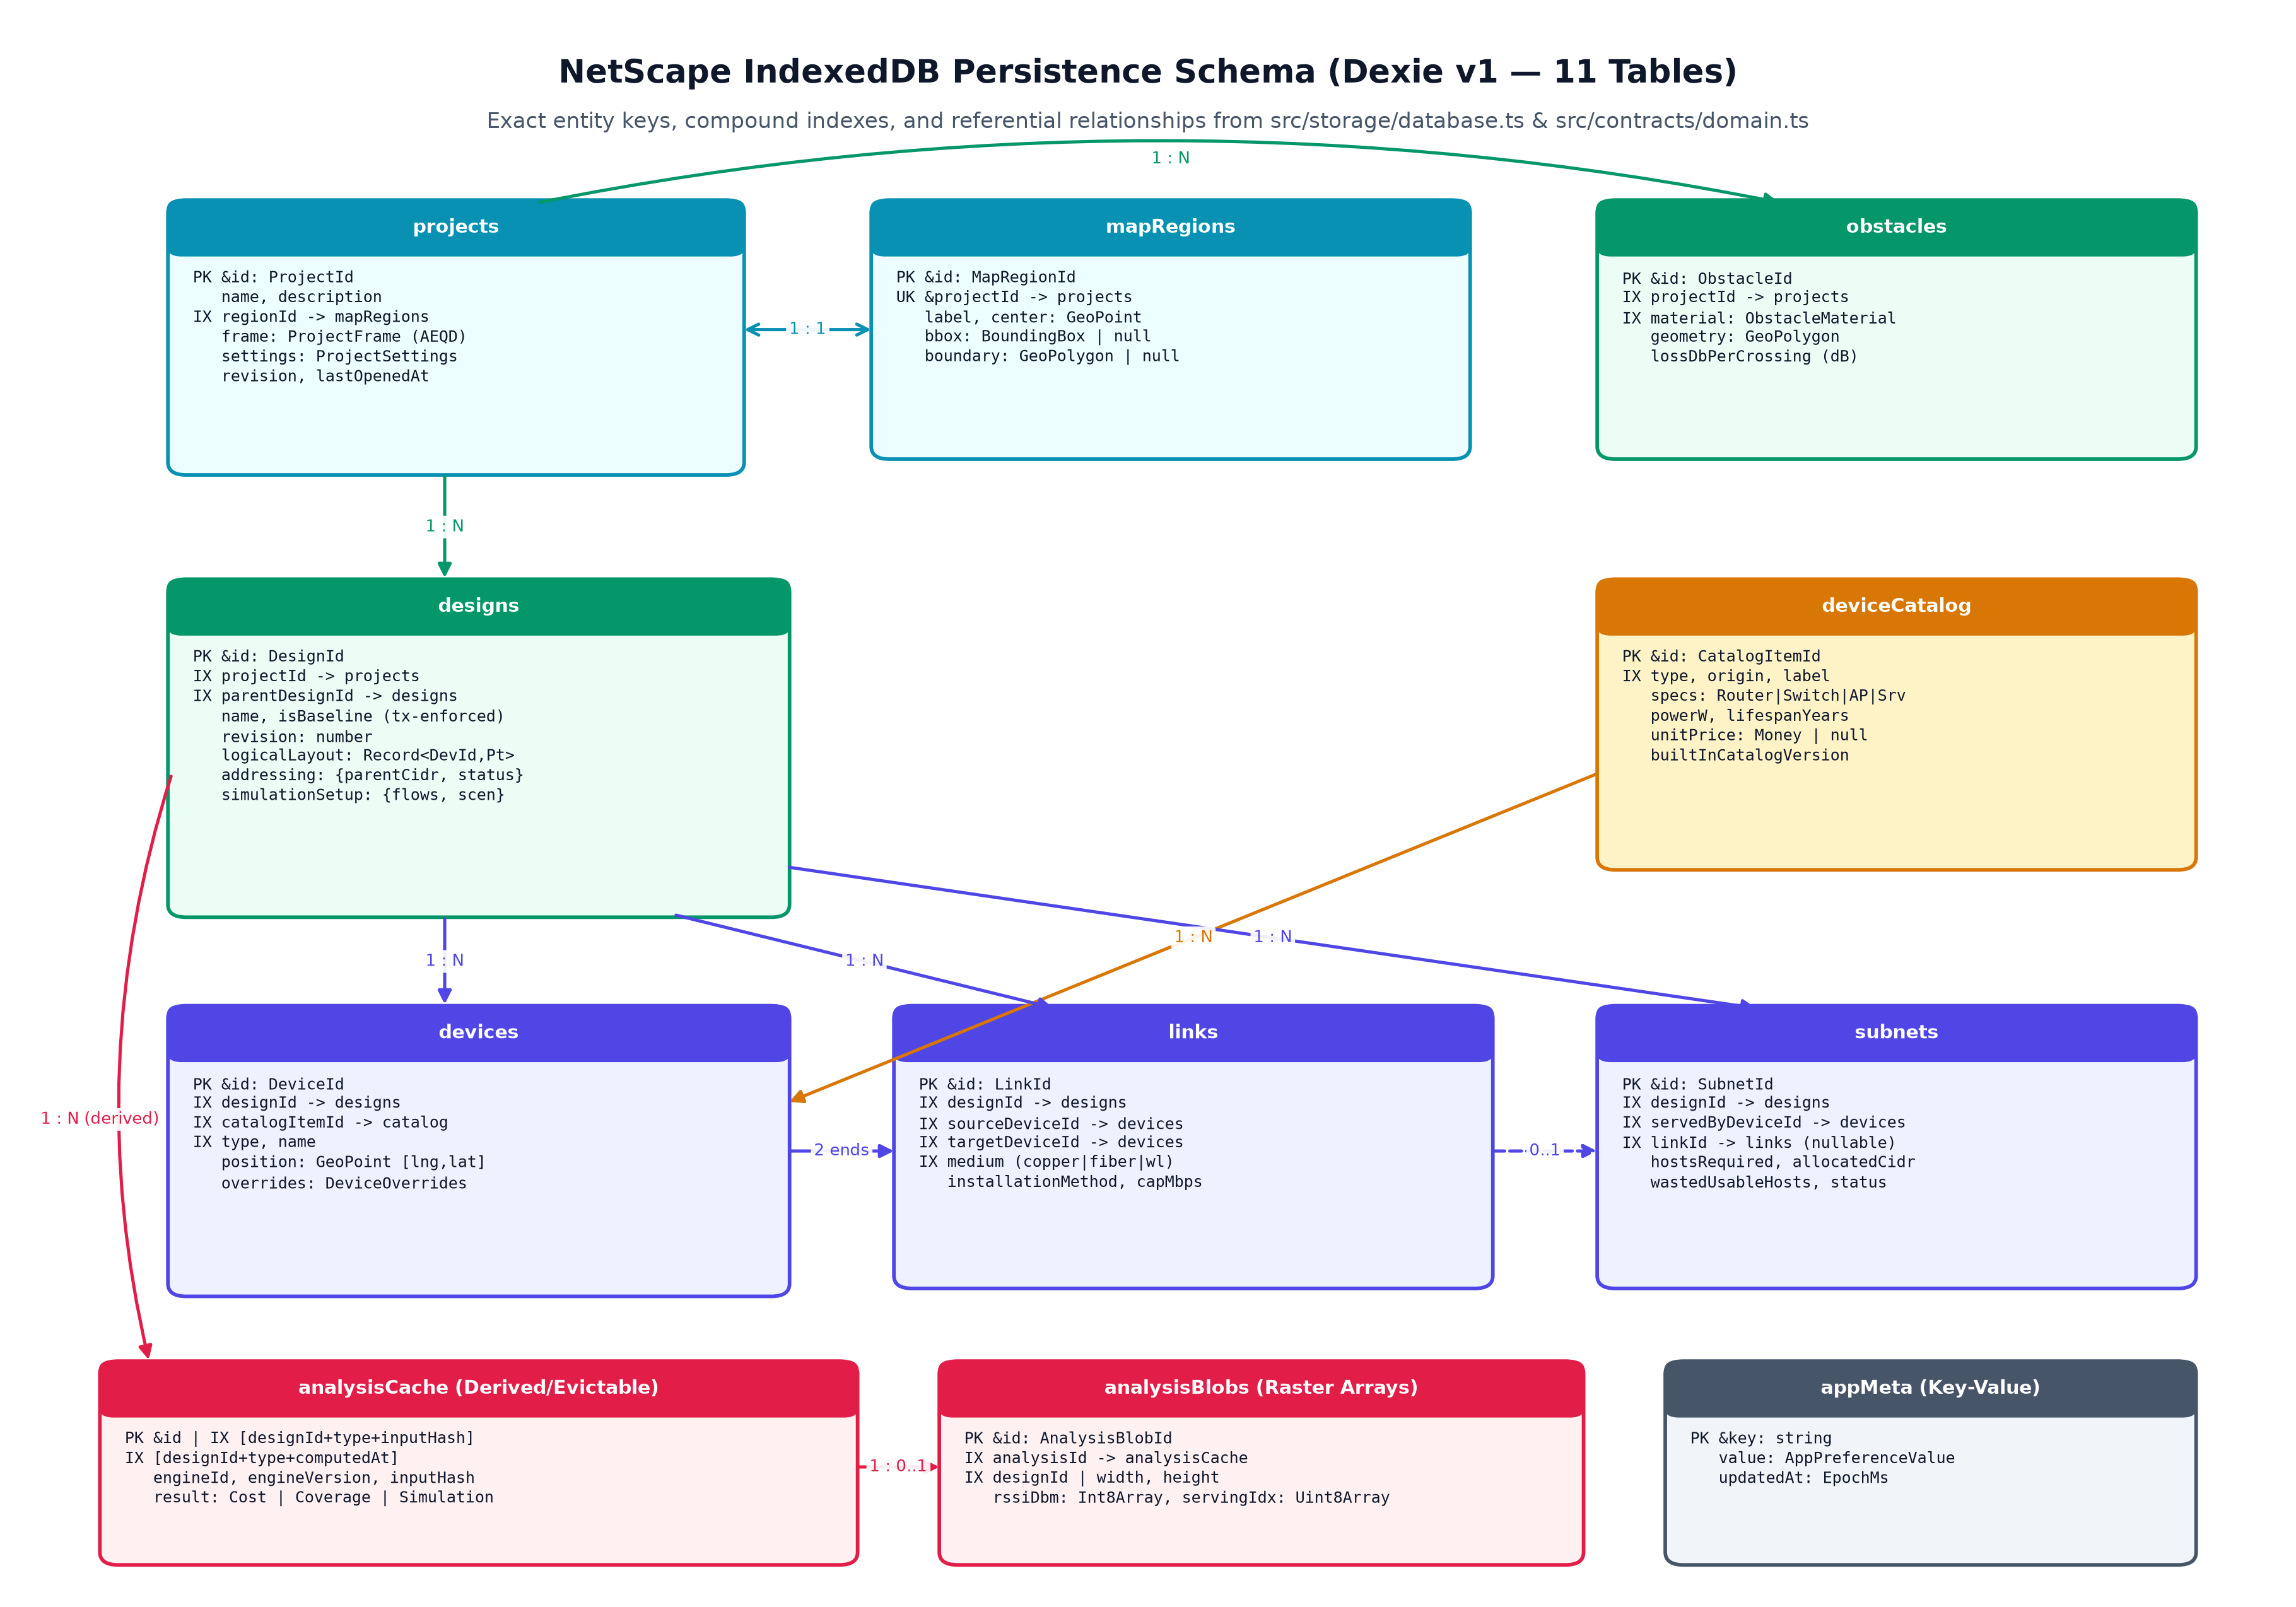 NetScape IndexedDB Persistence Schema (Dexie v1 — 11 Tables)
Exact entity keys, compound indexes, and referential relationships from src/storage/database.ts & src/contracts/domain.ts
1 : N
projects
PK &id: ProjectId
name, description
IX regionId -> mapRegions
frame: ProjectFrame (AEQD)
settings: ProjectSettings
revision, lastOpenedAt
1 : 1
mapRegions
PK &id: MapRegionId
UK &projectId -> projects
label, center: GeoPoint
bbox: BoundingBox | null
boundary: GeoPolygon | null
obstacles
PK &id: ObstacleId
IX projectId -> projects
IX material: ObstacleMaterial
geometry: GeoPolygon
lossDbPerCrossing (dB)
1 : N
designs
PK &id: DesignId
IX projectId -> projects
IX parentDesignId -> designs
name, isBaseline (tx-enforced)
revision: number
logicalLayout: Record<DevId,Pt>
addressing: {parentCidr, status}
simulationSetup: {flows, scen}
deviceCatalog
PK &id: CatalogItemId
IX type, origin, label
specs: Router|Switch|AP|Srv
powerW, lifespanYears
unitPrice: Money | null
builtInCatalogVersion
1 : N
1 : N
1 : N
1 : N
1 : N (derived)
devices
PK &id: DeviceId
IX designId -> designs
IX catalogItemId -> catalog
IX type, name
position: GeoPoint [lng,lat]
overrides: DeviceOverrides
2 ends
links
PK &id: LinkId
IX designId -> designs
IX sourceDeviceId -> devices
IX targetDeviceId -> devices
IX medium (copper|fiber|wl)
installationMethod, capMbps
0..1
subnets
PK &id: SubnetId
IX designId -> designs
IX servedByDeviceId -> devices
IX linkId -> links (nullable)
hostsRequired, allocatedCidr
wastedUsableHosts, status
analysisCache (Derived/Evictable)
PK &id | IX [designId+type+inputHash]
IX [designId+type+computedAt]
engineId, engineVersion, inputHash
result: Cost | Coverage | Simulation
1 : 0..1
analysisBlobs (Raster Arrays)
PK &id: AnalysisBlobId
IX analysisId -> analysisCache
IX designId | width, height
rssiDbm: Int8Array, servingIdx: Uint8Array
appMeta (Key-Value)
PK &key: string
value: AppPreferenceValue
updatedAt: EpochMs